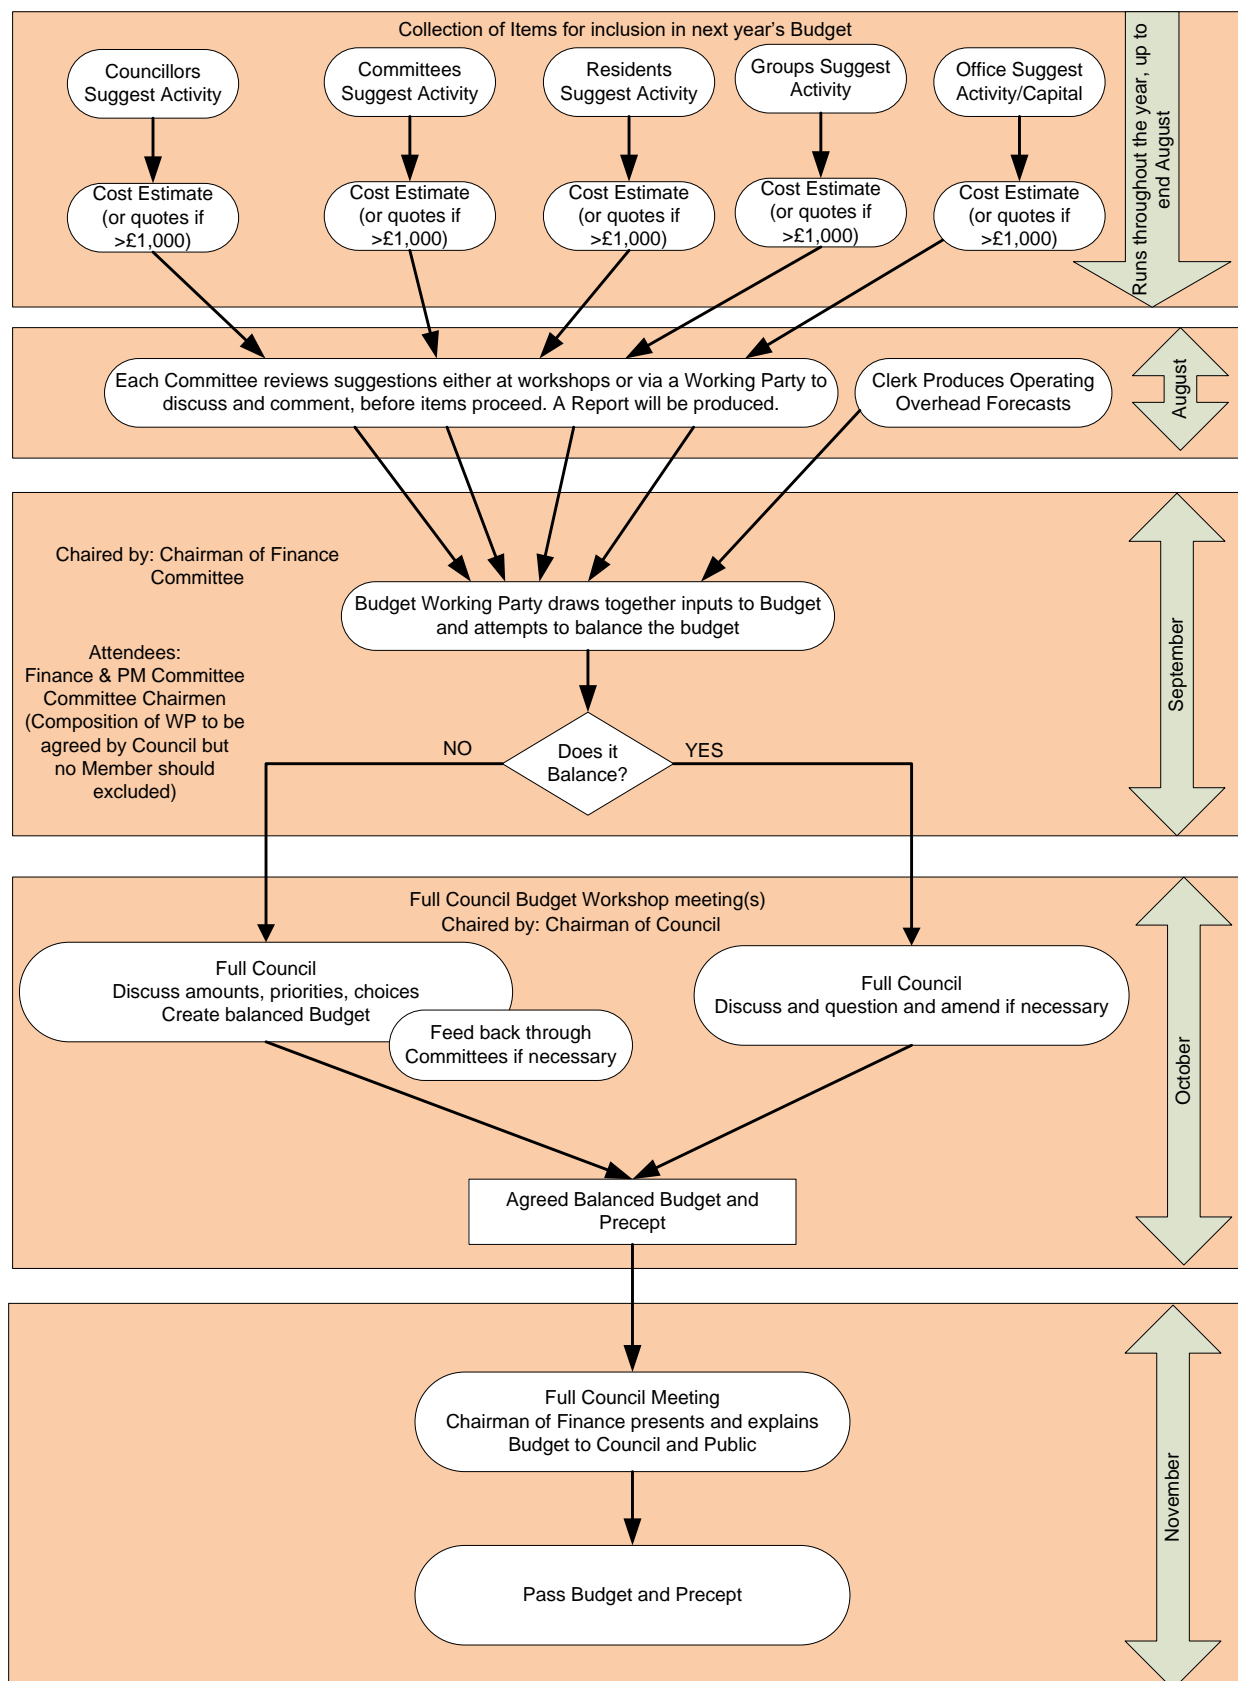 Collection of Items for inclusion in next year's Budget
Councillors
Suggest Activity
Committees
Suggest Activity
Residents
Suggest Activity
Groups Suggest
Activity
Office Suggest
Activity/Capital
Runs throughout the year, up to
end August
Cost Estimate
(or quotes if
>£1,000)
Cost Estimate
(or quotes if
>£1,000)
Cost Estimate
(or quotes if
>£1,000)
Cost Estimate
(or quotes if
>£1,000)
Cost Estimate
(or quotes if
>£1,000)
Each Committee reviews suggestions either at workshops or via a Working Party to
discuss and comment, before items proceed. A Report will be produced.
Clerk Produces Operating
Overhead Forecasts
August
Chaired by: Chairman of Finance
Committee
Budget Working Party draws together inputs to Budget
and attempts to balance the budget
Attendees:
Finance & PM Committee
Committee Chairmen
(Composition of WP to be
agreed by Council but
no Member should
excluded)
September
NO
Does it
Balance?
YES
Full Council Budget Workshop meeting(s)
Chaired by: Chairman of Council
Full Council
Discuss amounts, priorities, choices
Create balanced Budget
Feed back through
Committees if necessary
Full Council
Discuss and question and amend if necessary
October
Agreed Balanced Budget and
Precept
Full Council Meeting
Chairman of Finance presents and explains
Budget to Council and Public
November
Pass Budget and Precept